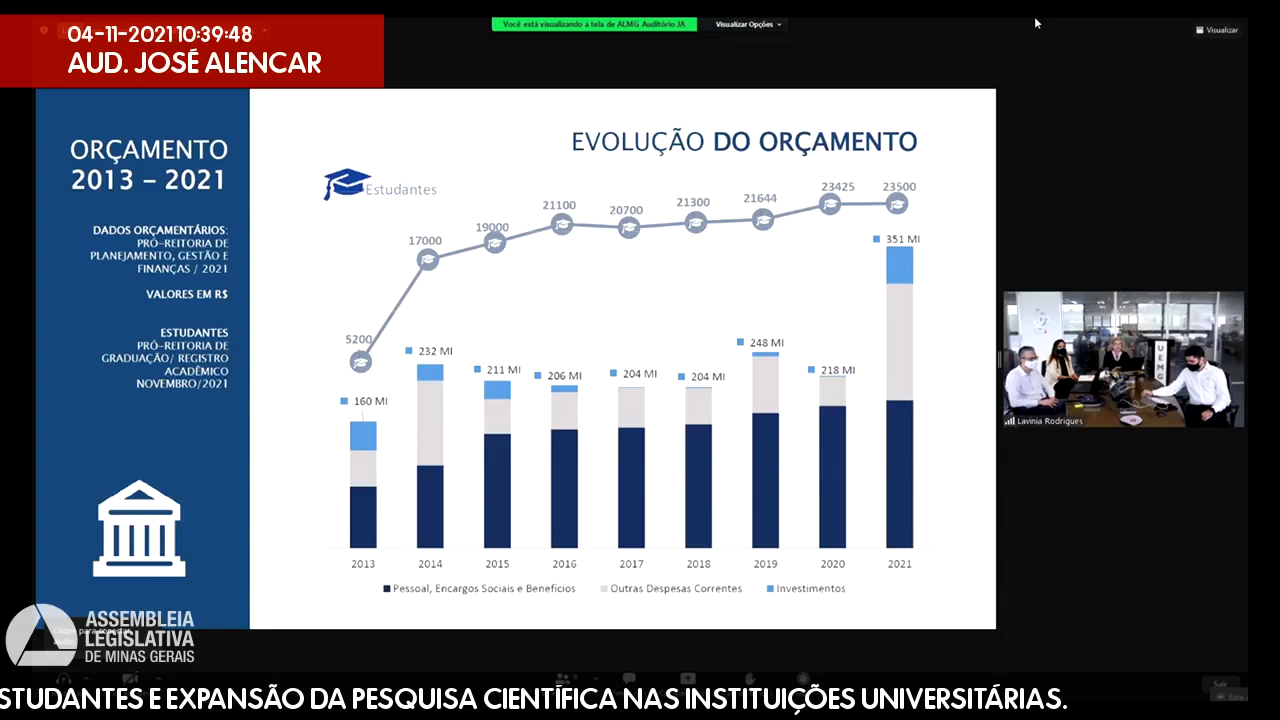 Você está visualizando a tela de ALMG Auditório JA
Visualizar Opções
Visualizar
04-11-2021 10:39:48
AUD. JOSÉ ALENCAR
ORÇAMENTO
2013 – 2021
DADOS ORÇAMENTÁRIOS:
PRÓ-REITORIA DE
PLANEJAMENTO, GESTÃO E
FINANÇAS / 2021
VALORES EM R$
ESTUDANTES
PRÓ-REITORIA DE
GRADUAÇÃO/ REGISTRO
ACADÊMICO
NOVEMBRO/2021
EVOLUÇÃO DO ORÇAMENTO
Estudantes
5200
17000
19000
21100
20700
21300
21644
23425
23500
160 MI
232 MI
211 MI
206 MI
204 MI
204 MI
248 MI
218 MI
351 MI
2013 2014 2015 2016 2017 2018 2019 2020 2021
Pessoal, Encargos Sociais e Benefícios Outras Despesas Correntes Investimentos
UEMG
Lavinia Rodrigues
ASSEMBLEIA
LEGISLATIVA
DE MINAS GERAIS
Sair
STUDANTES E EXPANSÃO DA PESQUISA CIENTÍFICA NAS INSTITUIÇÕES UNIVERSITÁRIAS.